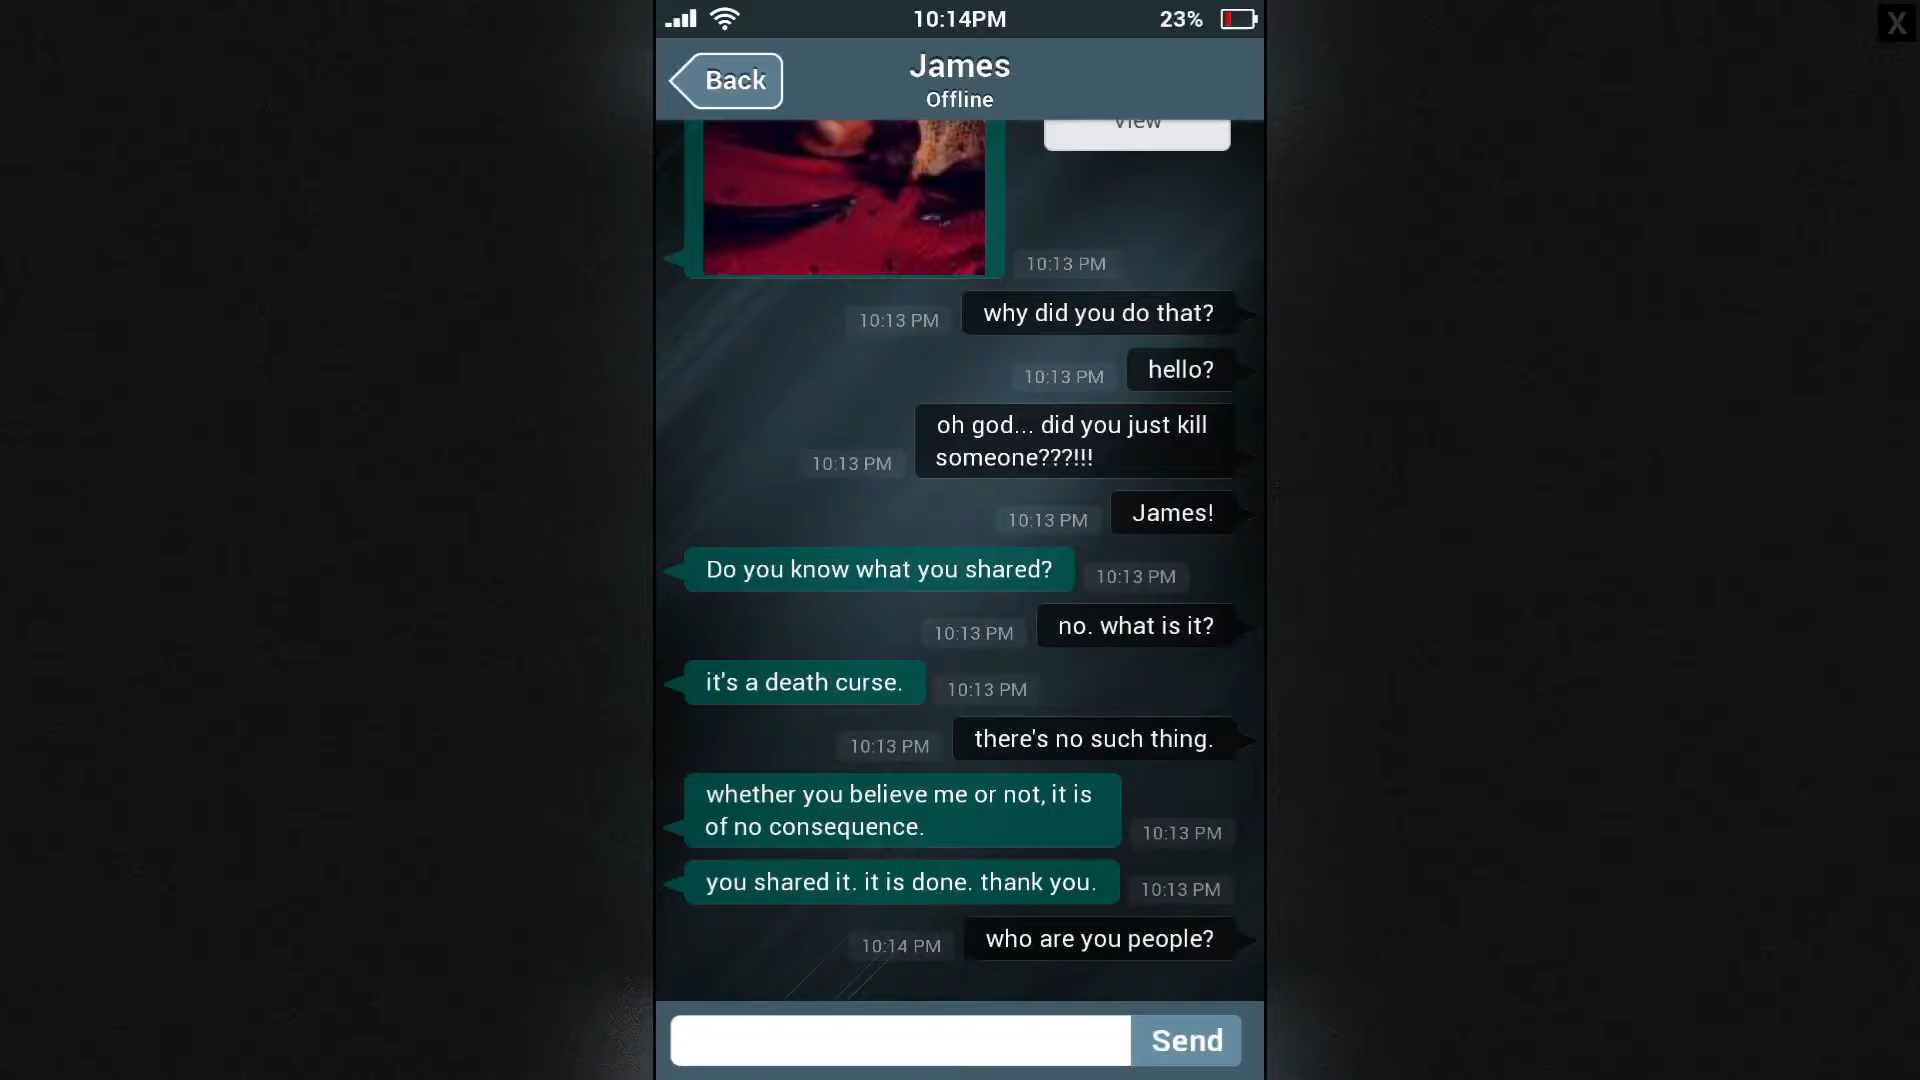 10:14PM
23%
X
Back
James
Offline
View
10:13 PM
why did you do that?
10:13 PM
hello?
10:13 PM
oh god... did you just kill
someone???!!!
10:13 PM
James!
10:13 PM
Do you know what you shared?
10:13 PM
no. what is it?
10:13 PM
it's a death curse.
10:13 PM
there's no such thing.
10:13 PM
whether you believe me or not, it is
of no consequence.
10:13 PM
you shared it. it is done. thank you.
10:13 PM
who are you people?
10:14 PM
Send